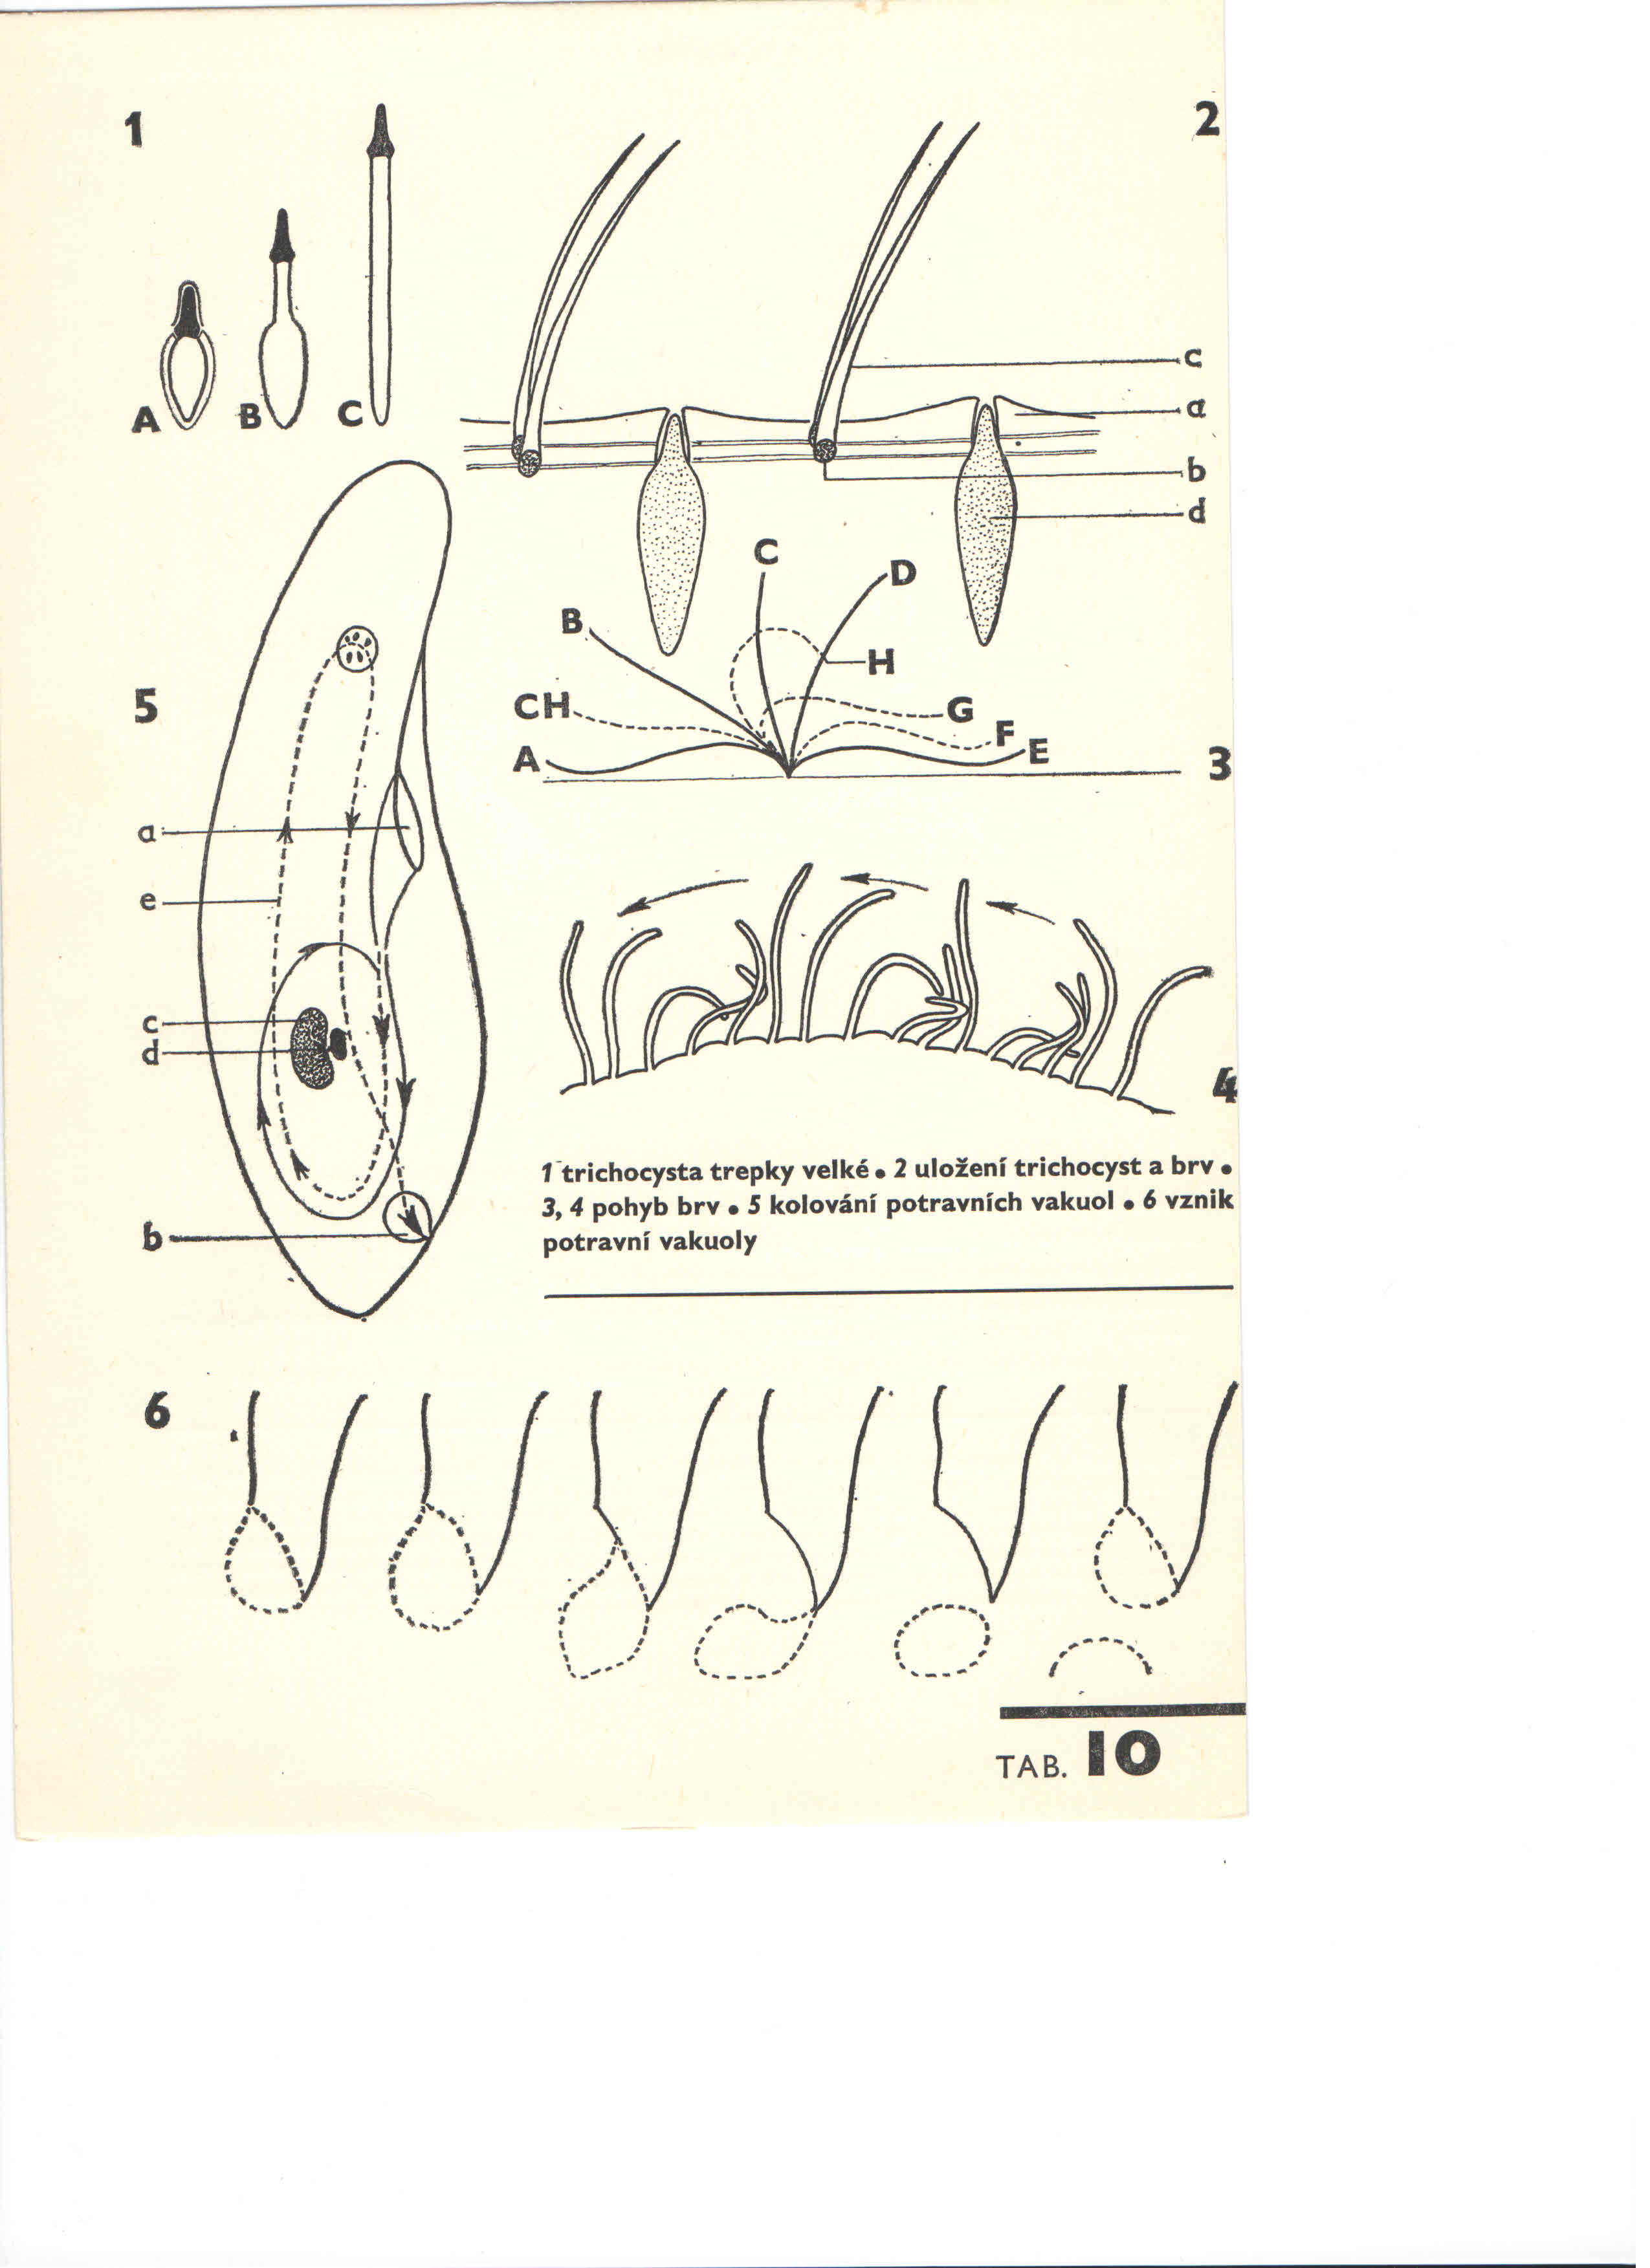 1
2
A B C
c
a
b
d
C
D
B
H
CH
G
F
E
A
3
5
a
e
c
d
b
4
1 trichocysta trepky velké • 2 uložení trichocyst a brv •
3, 4 pohyb brv • 5 kolování potravních vakuol • 6 vznik
potravní vakuoly
6
TAB. 10